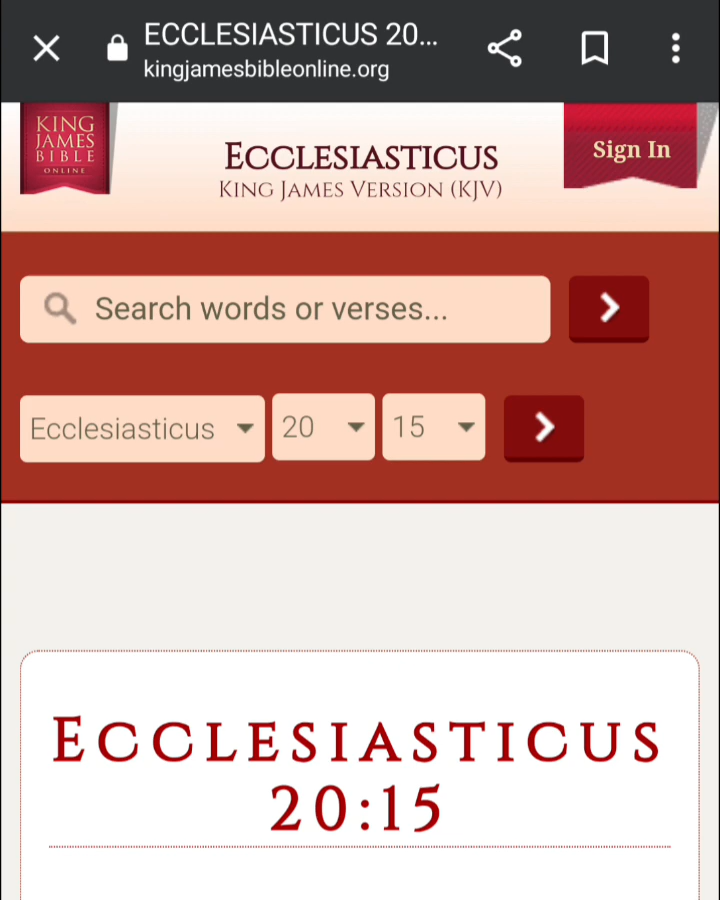 ECCLESIASTICUS 20...
kingjamesbibleonline.org
KING
JAMES
BIBLE
ONLINE
ECCLESIASTICUS
KING JAMES VERSION (KJV)
Sign In
Search words or verses...
Ecclesiasticus 20 15
ECCLESIASTICUS
20:15